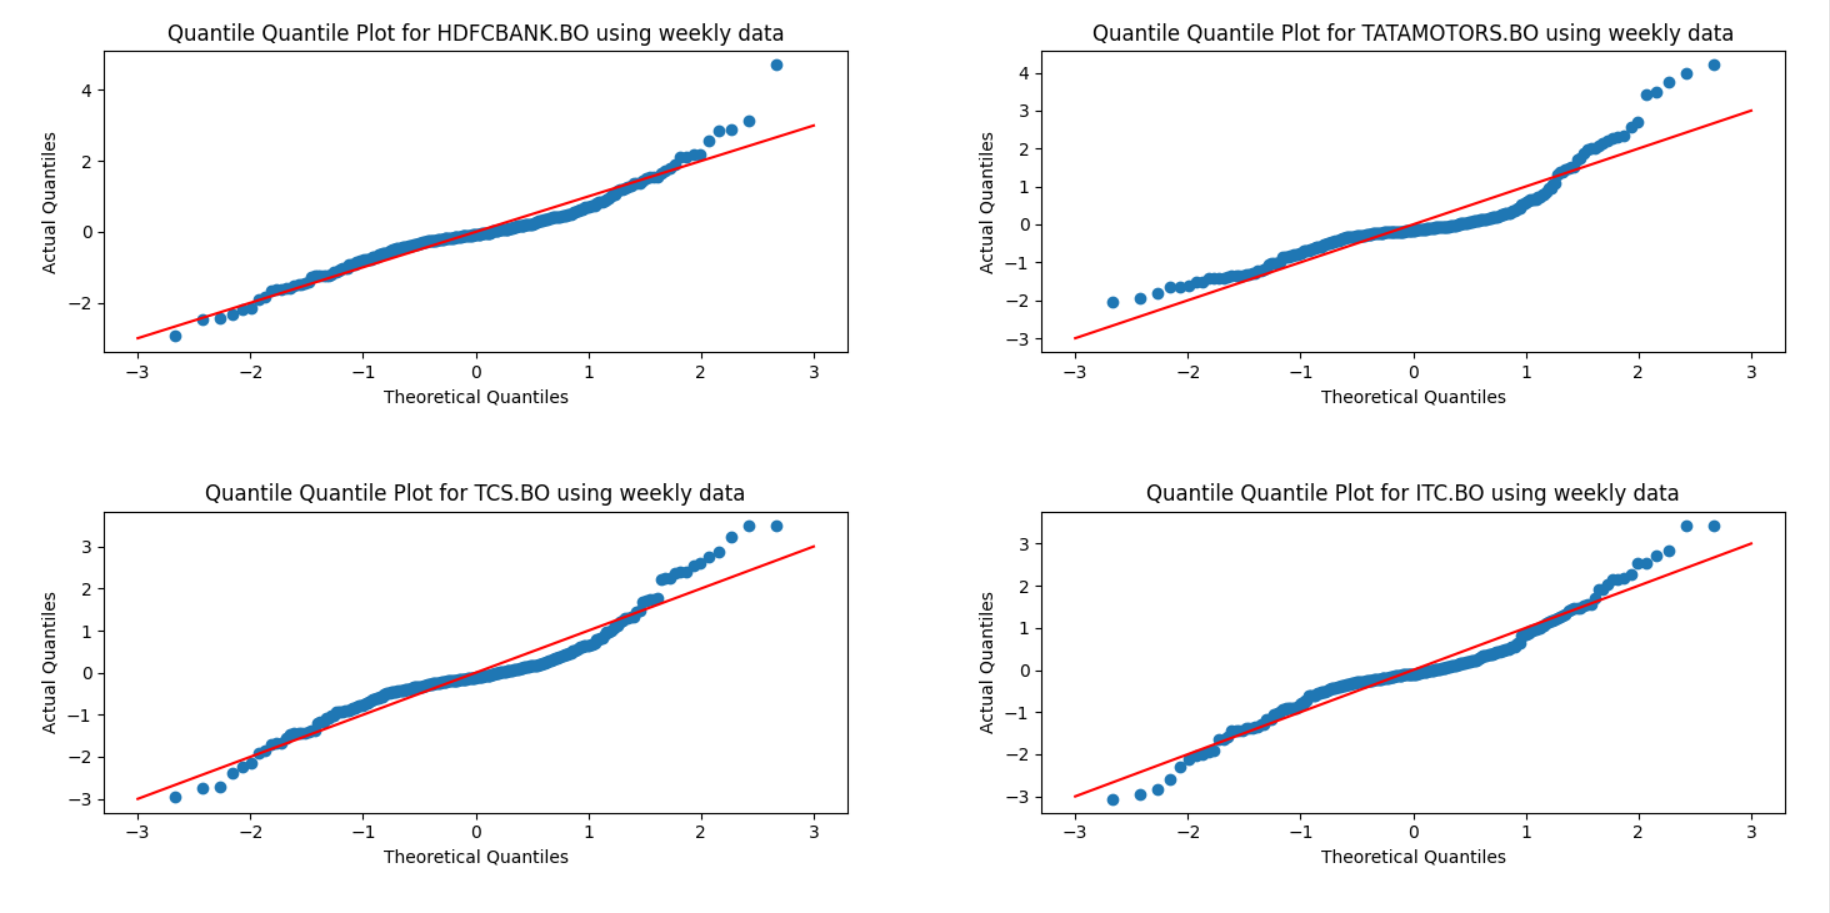 Quantile Quantile Plot for HDFCBANK.BO using weekly data
Actual Quantiles
4
2
0
−2
−3 −2 −1 0 1 2 3
Theoretical Quantiles
Quantile Quantile Plot for TATAMOTORS.BO using weekly data
Actual Quantiles
4
3
2
1
0
−1
−2
−3
−3 −2 −1 0 1 2 3
Theoretical Quantiles
Quantile Quantile Plot for TCS.BO using weekly data
Actual Quantiles
3
2
1
0
−1
−2
−3
−3 −2 −1 0 1 2 3
Theoretical Quantiles
Quantile Quantile Plot for ITC.BO using weekly data
Actual Quantiles
3
2
1
0
−1
−2
−3
−3 −2 −1 0 1 2 3
Theoretical Quantiles